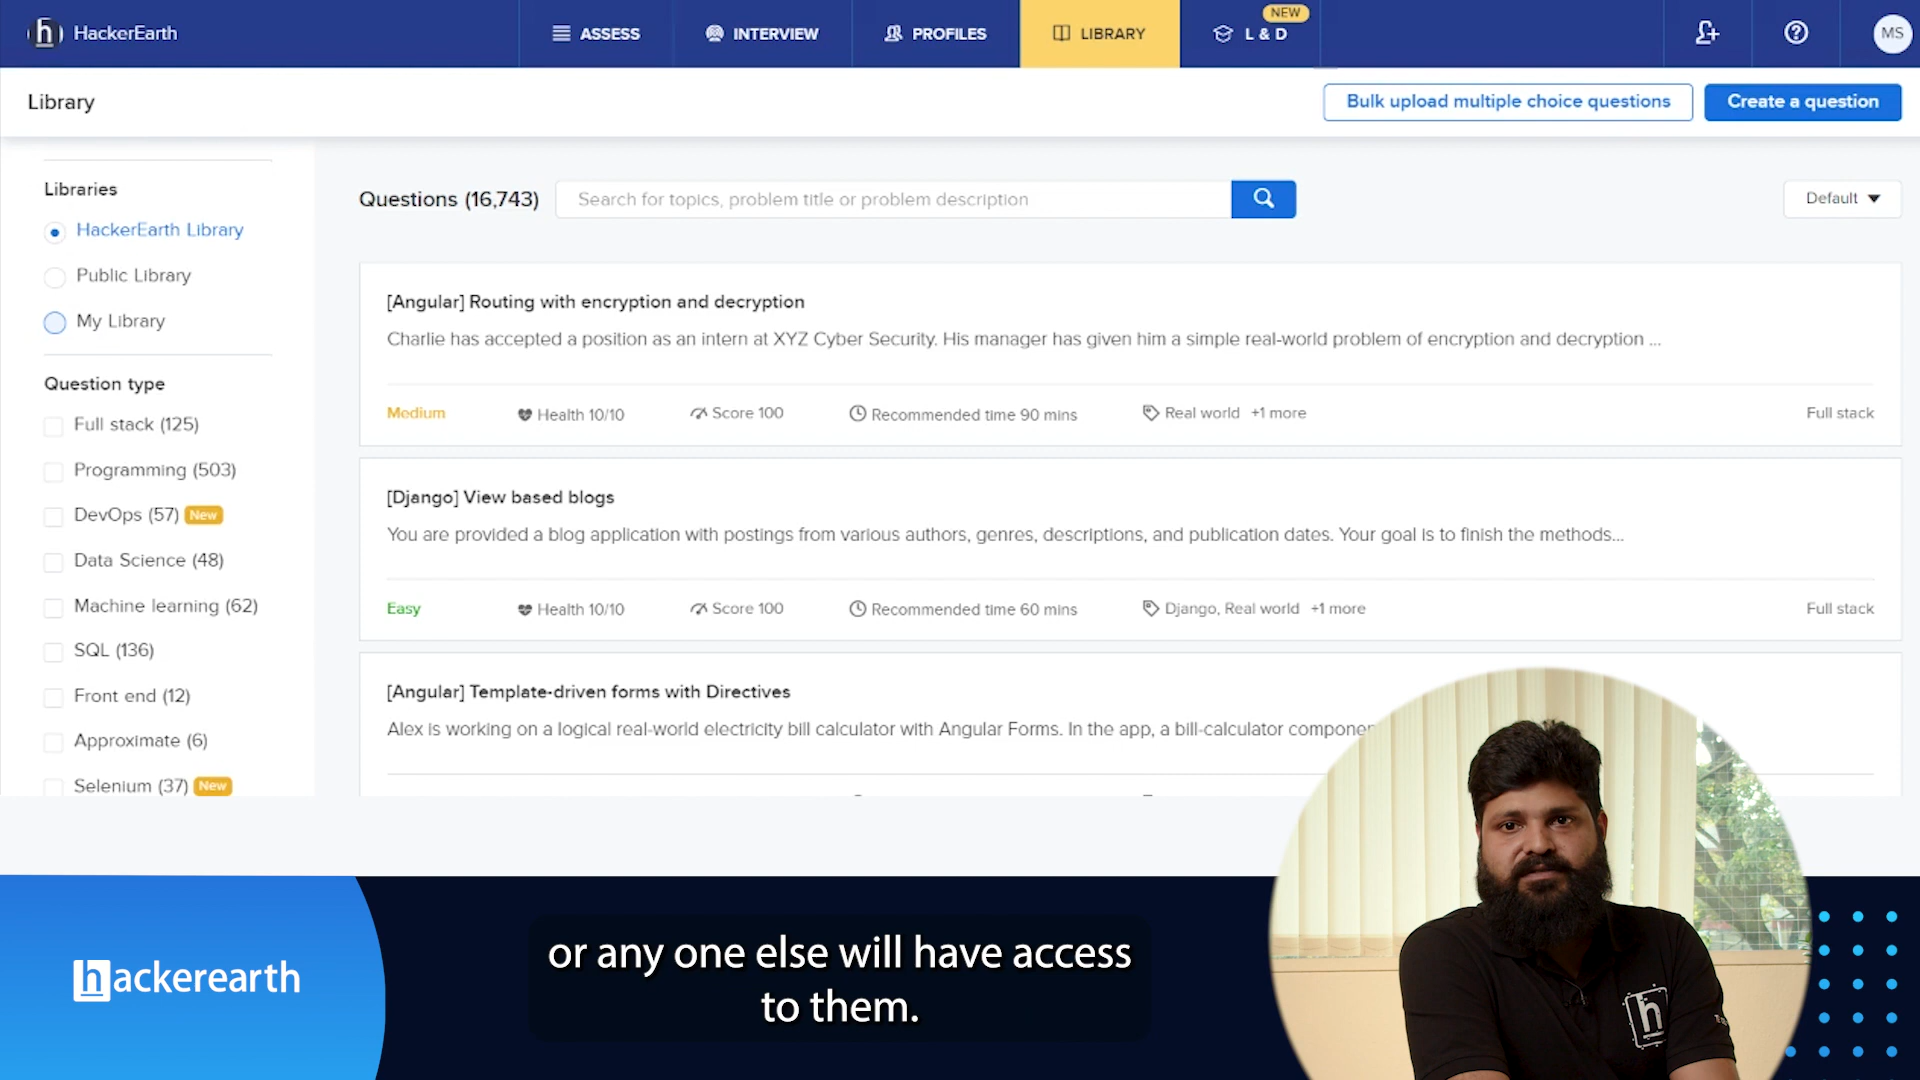 h HackerEarth
ASSESS
INTERVIEW
PROFILES
LIBRARY
L & D
NEW
MS
Library
Bulk upload multiple choice questions
Create a question
Libraries
HackerEarth Library
Public Library
My Library
Question type
Full stack (125)
Programming (503)
DevOps (57) New
Data Science (48)
Machine learning (62)
SQL (136)
Front end (12)
Approximate (6)
Selenium (37) New
Questions (16,743)
Search for topics, problem title or problem description
Default
[Angular] Routing with encryption and decryption
Charlie has accepted a position as an intern at XYZ Cyber Security. His manager has given him a simple real-world problem of encryption and decryption ...
Medium Health 10/10 Score 100 Recommended time 90 mins Real world +1 more Full stack
[Django] View based blogs
You are provided a blog application with postings from various authors, genres, descriptions, and publication dates. Your goal is to finish the methods...
Easy Health 10/10 Score 100 Recommended time 60 mins Django, Real world +1 more Full stack
[Angular] Template-driven forms with Directives
Alex is working on a logical real-world electricity bill calculator with Angular Forms. In the app, a bill-calculator
hackerearth
or any one else will have access
to them.
h